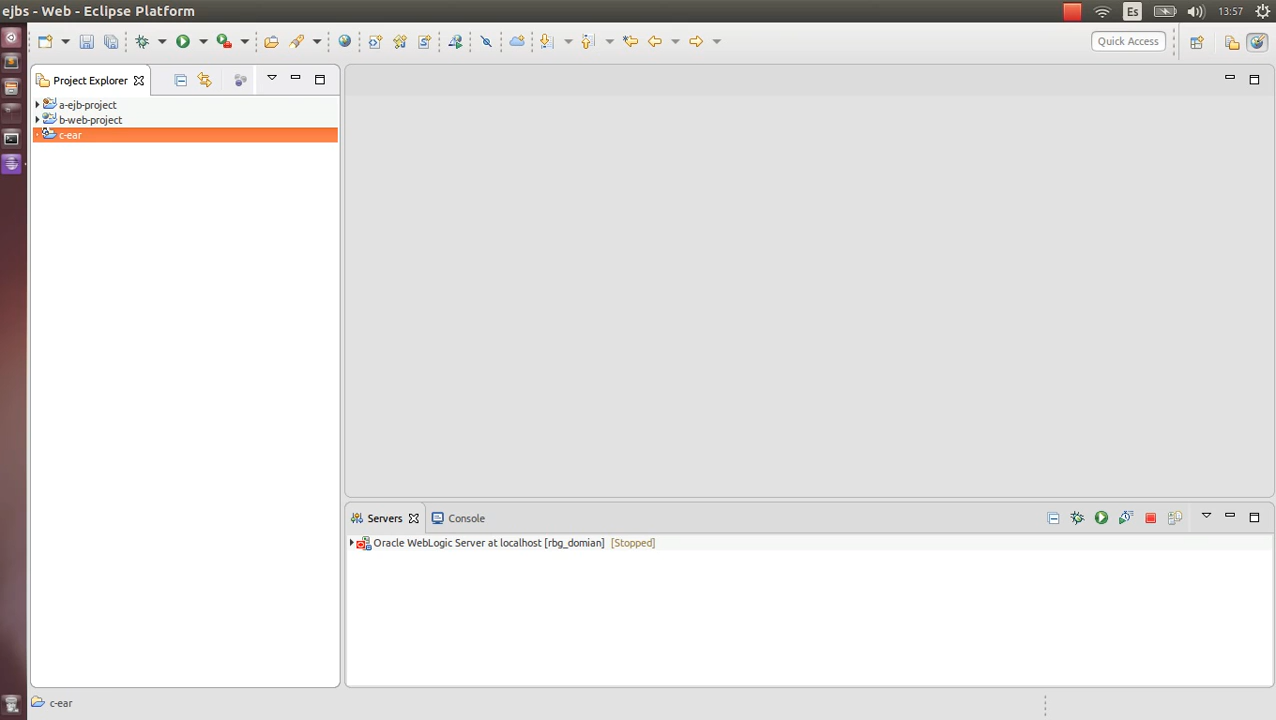 ejbs - Web - Eclipse Platform
Es
13:57
Quick Access
Project Explorer
a-ejb-project
b-web-project
c-ear
Servers
Console
Oracle WebLogic Server at localhost [rbg_domian] [Stopped]
c-ear